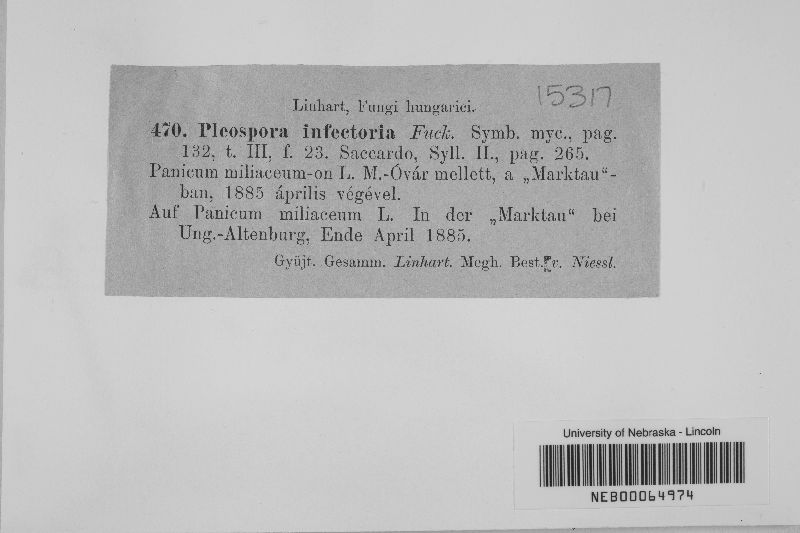 Linhart, Fungi hungarici.
15317
470. Pleospora infectoria Fuck. Symb. myc., pag.
132, t. III, f. 23. Saccardo, Syll. II., pag. 265.
Panicum miliaceum-on L. M.-Óvár mellett, a „Marktau“-
ban, 1885 április végével.
Auf Panicum miliaceum L. In der „Marktau“ bei
Ung.-Altenburg, Ende April 1885.
Gyüjt. Gesamm. Linhart. Megh. Best. v. Niessl.
University of Nebraska - Lincoln
NEB00064974